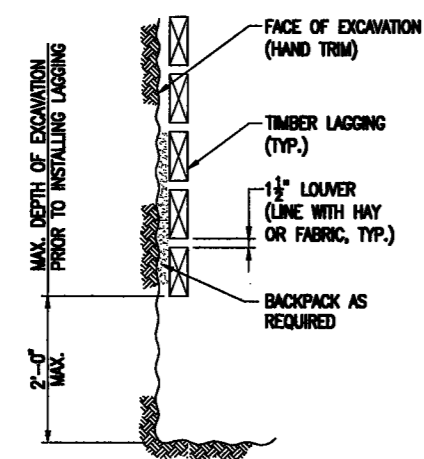 FACE OF EXCAVATION
(HAND TRIM)
TIMBER LAGGING
(TYP.)
1½" LOUVER
(LINE WITH HAY
OR FABRIC, TYP.)
BACKPACK AS
REQUIRED
MAX. DEPTH OF EXCAVATION
PRIOR TO INSTALLING LAGGING
2'-0"
MAX.